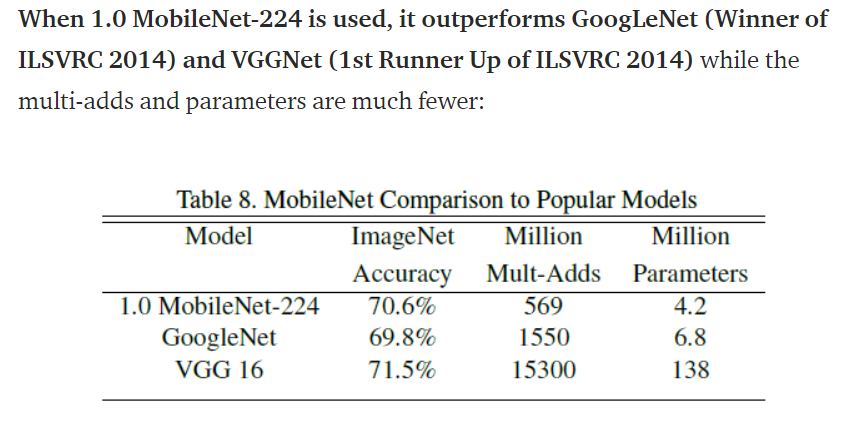 When 1.0 MobileNet-224 is used, it outperforms GoogLeNet (Winner of
ILSVRC 2014) and VGGNet (1st Runner Up of ILSVRC 2014) while the
multi-adds and parameters are much fewer:
Table 8. MobileNet Comparison to Popular Models
Model ImageNet Million Million
Accuracy Mult-Adds Parameters
1.0 MobileNet-224 70.6% 569 4.2
GoogleNet 69.8% 1550 6.8
VGG 16 71.5% 15300 138